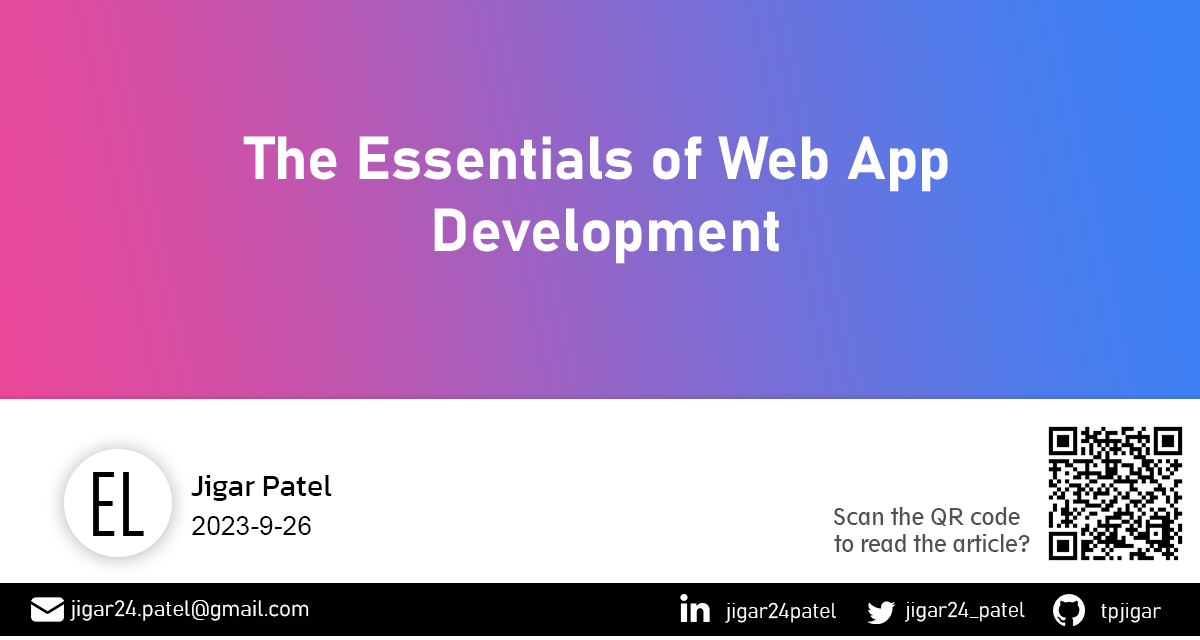 The Essentials of Web App
Development
EL
Jigar Patel
2023-9-26
Scan the QR code
to read the article?
jigar24.patel@gmail.com
in jigar24patel
jigar24_patel
tpjigar